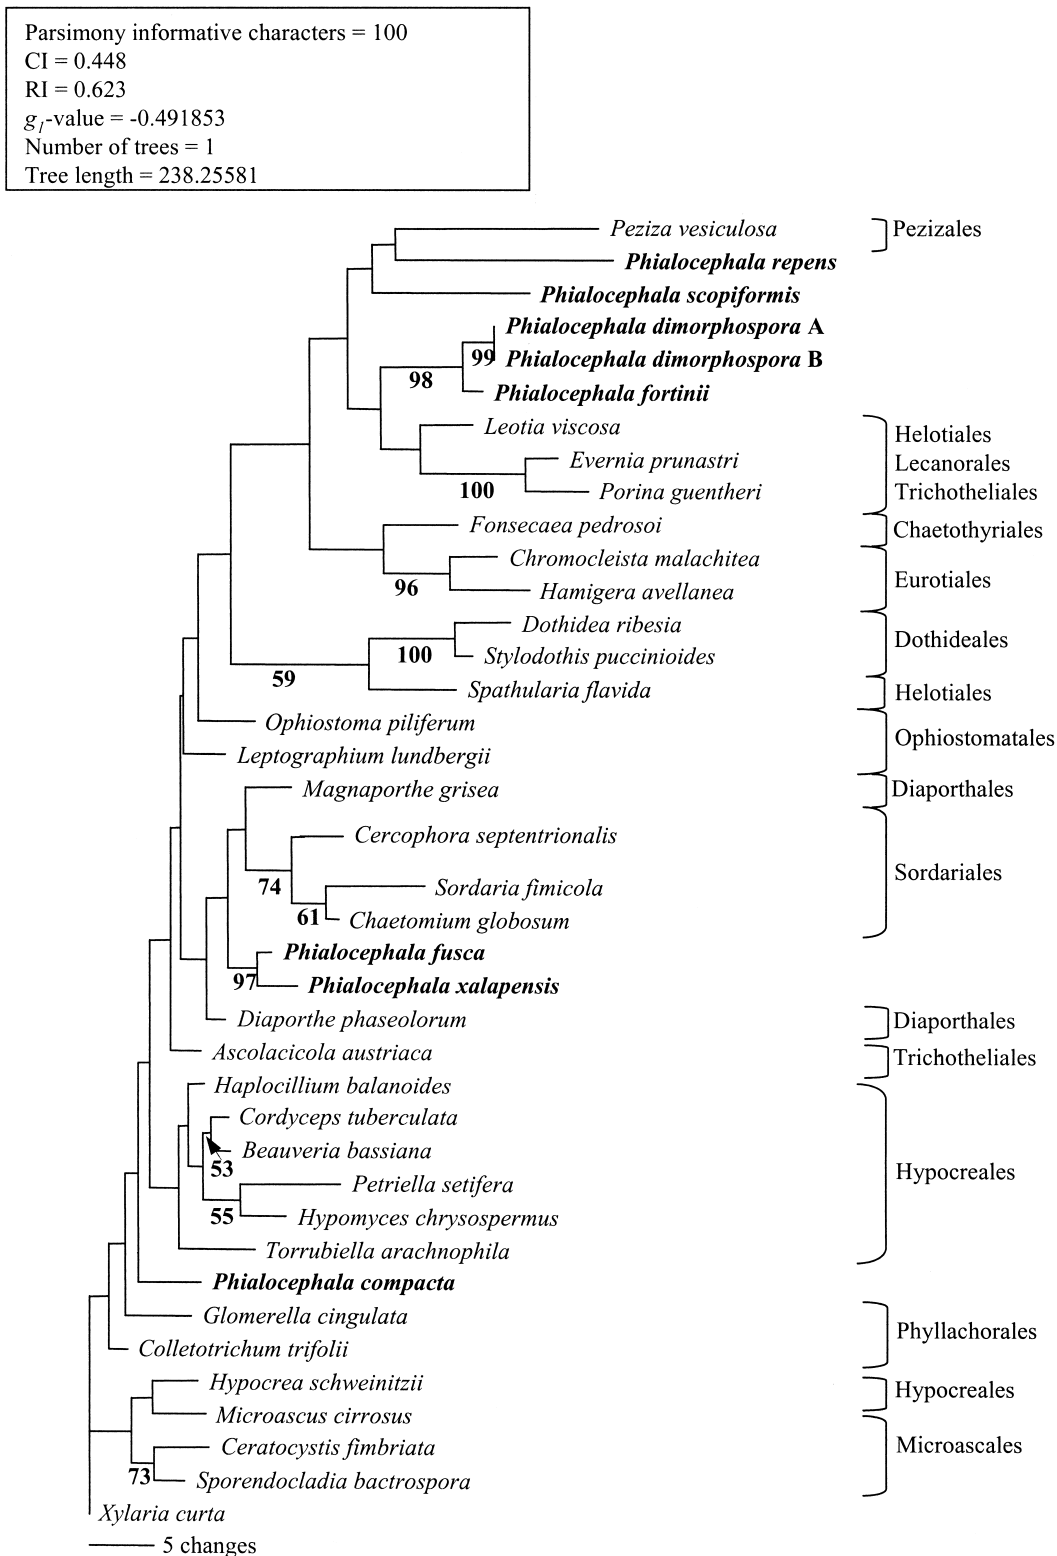 Parsimony informative characters = 100
CI = 0.448
RI = 0.623
g1-value = -0.491853
Number of trees = 1
Tree length = 238.25581
Peziza vesiculosa
Pezizales
Phialocephala repens
Phialocephala scopiformis
Phialocephala dimorphospora A
99
Phialocephala dimorphospora B
98
Phialocephala fortinii
Leotia viscosa
Helotiales
Evernia prunastri
Lecanorales
100
Porina guentheri
Trichotheliales
Fonsecaea pedrosoi
Chaetothyriales
Chromocleista malachitea
Eurotiales
96
Hamigera avellanea
Dothidea ribesia
Dothideales
100
Stylodothis puccinioides
59
Spathularia flavida
Helotiales
Ophiostoma piliferum
Ophiostomatales
Leptographium lundbergii
Magnaporthe grisea
Diaporthales
Cercophora septentrionalis
Sordariales
74
Sordaria fimicola
61
Chaetomium globosum
Phialocephala fusca
97
Phialocephala xalapensis
Diaporthe phaseolorum
Diaporthales
Ascolacicola austriaca
Trichotheliales
Haplocillium balanoides
Cordyceps tuberculata
Beauveria bassiana
53
Hypocreales
Petriella setifera
55
Hypomyces chrysospermus
Torrubiella arachnophila
Phialocephala compacta
Glomerella cingulata
Phyllachorales
Colletotrichum trifolii
Hypocrea schweinitzii
Hypocreales
Microascus cirrosus
Ceratocystis fimbriata
Microascales
73
Sporendocladia bactrospora
Xylaria curta
5 changes